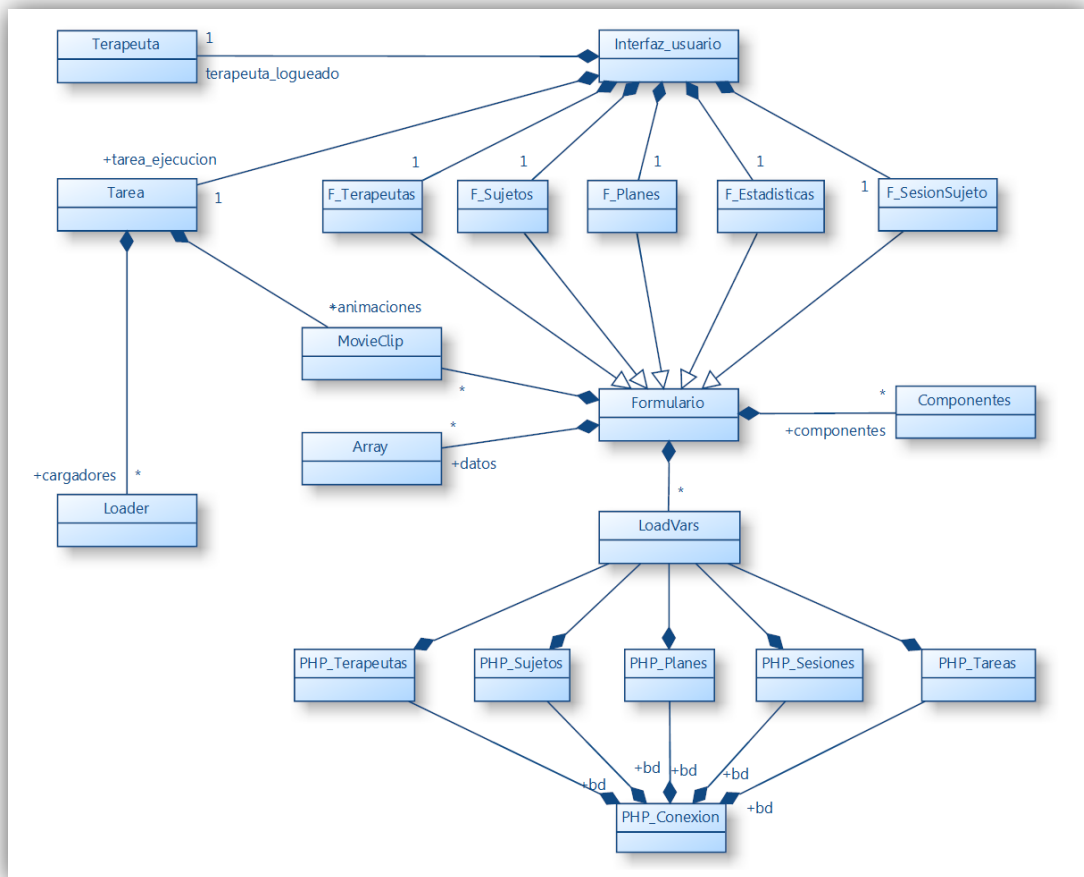 Terapeuta
1
terapeuta_logueado
Interfaz_usuario
+tarea_ejecucion
1
Tarea
1
F_Terapeutas
1
F_Sujetos
1
F_Planes
1
F_Estadisticas
1
F_SesionSujeto
*
+animaciones
MovieClip
*
Formulario
*
Componentes
+componentes
*
Array
+datos
+cargadores
*
Loader
*
LoadVars
PHP_Terapeutas
PHP_Sujetos
PHP_Planes
PHP_Sesiones
PHP_Tareas
+bd
+bd
+bd
+bd
+bd
PHP_Conexion